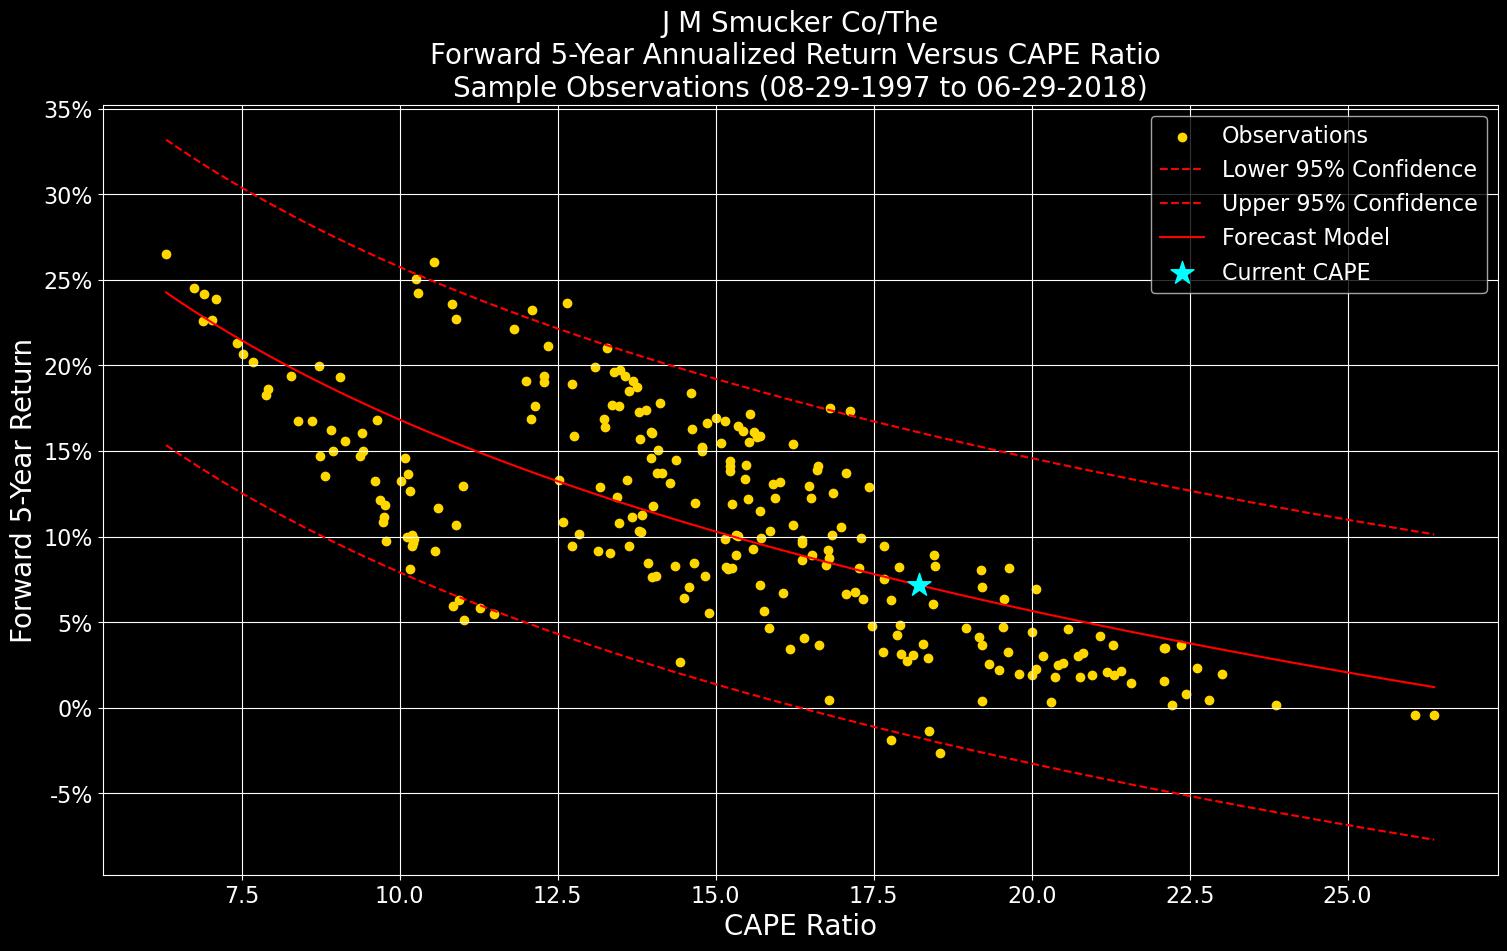 J M Smucker Co/The
Forward 5-Year Annualized Return Versus CAPE Ratio
Sample Observations (08-29-1997 to 06-29-2018)
Observations
Lower 95% Confidence
Upper 95% Confidence
Forecast Model
Current CAPE
Forward 5-Year Return
35%
30%
25%
20%
15%
10%
5%
0%
-5%
7.5
10.0
12.5
15.0
17.5
20.0
22.5
25.0
CAPE Ratio